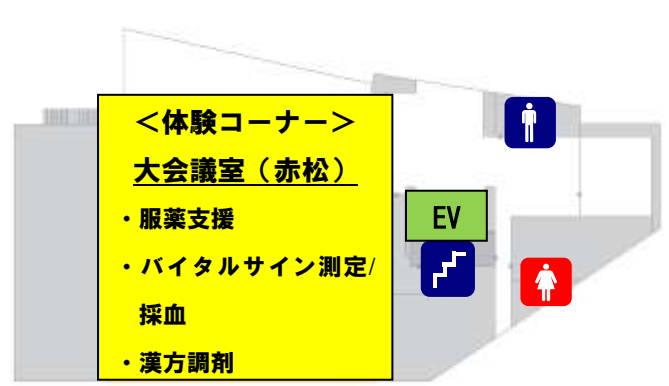 ＜体験コーナー＞
大会議室（赤松）
・服薬支援
・バイタルサイン測定/
採血
・漢方調剤
EV